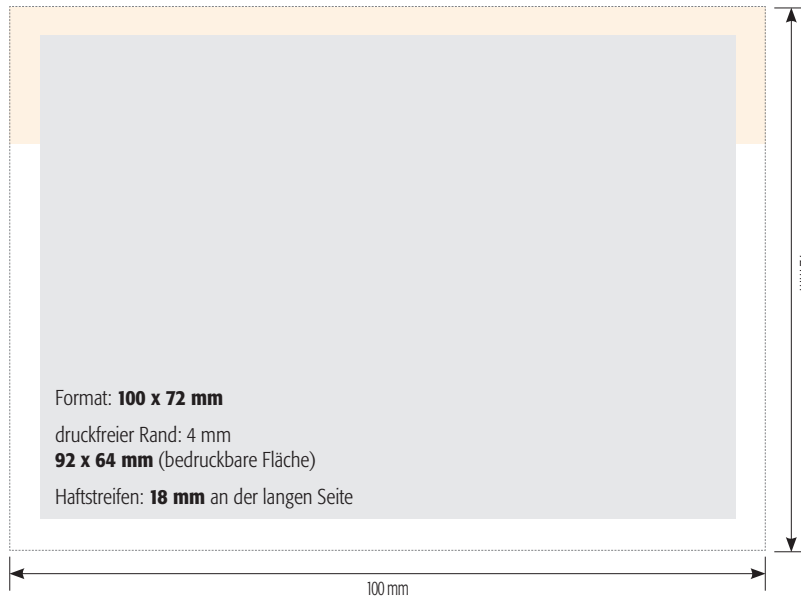 Format: 100 x 72 mm
druckfreier Rand: 4 mm
92 x 64 mm (bedruckbare Fläche)
Haftstreifen: 18 mm an der langen Seite
100 mm